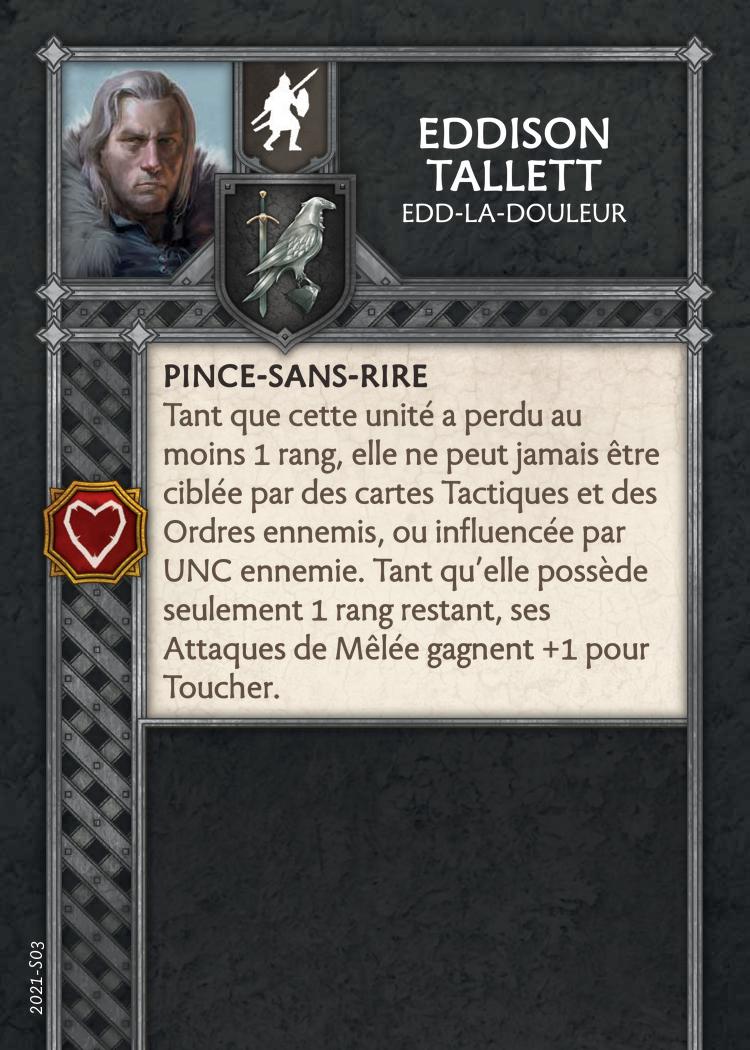 EDDISON
TALLETT
EDD-LA-DOULEUR
PINCE-SANS-RIRE
Tant que cette unité a perdu au
moins 1 rang, elle ne peut jamais être
ciblée par des cartes Tactiques et des
Ordres ennemis, ou influencée par
UNC ennemie. Tant qu’elle possède
seulement 1 rang restant, ses
Attaques de Mêlée gagnent +1 pour
Toucher.
2021-S03